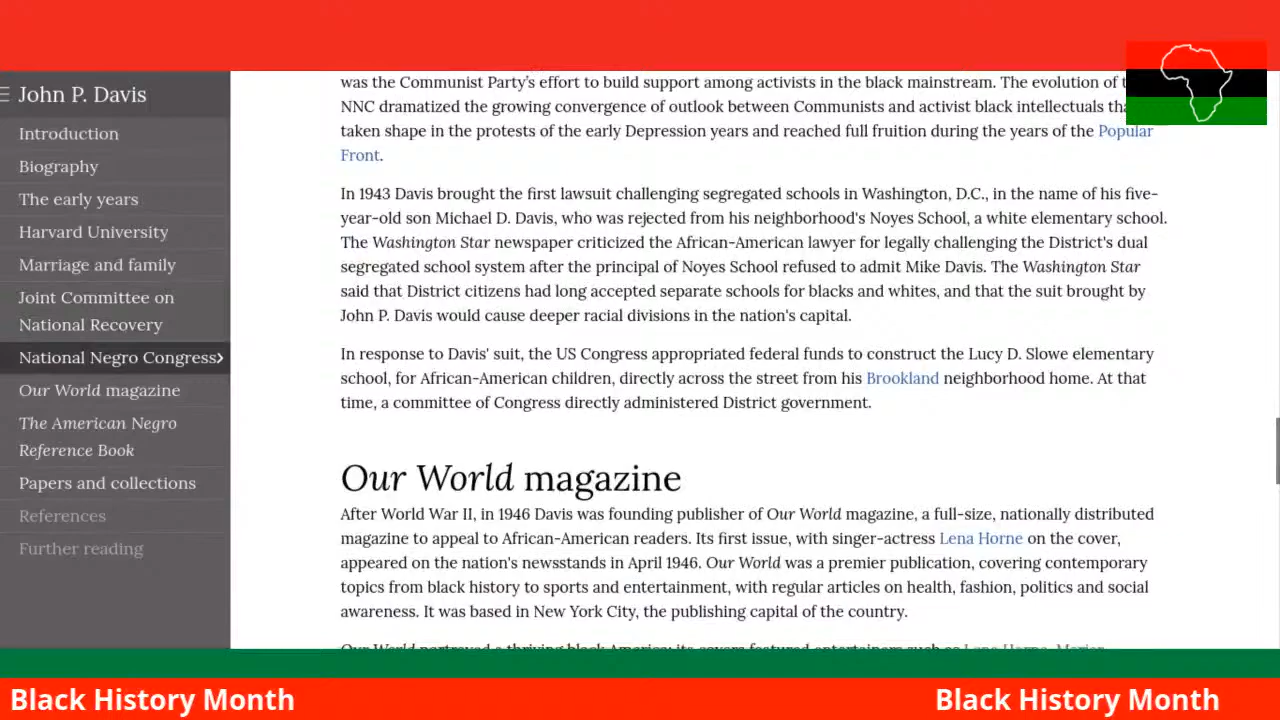 John P. Davis
Introduction
Biography
The early years
Harvard University
Marriage and family
Joint Committee on
National Recovery
National Negro Congress
Our World magazine
The American Negro
Reference Book
Papers and collections
References
Further reading
was the Communist Party's effort to build support among activists in the black mainstream. The evolution of
NNC dramatized the growing convergence of outlook between Communists and activist black intellectuals
taken shape in the protests of the early Depression years and reached full fruition during the years of the Popular
Front.
In 1943 Davis brought the first lawsuit challenging segregated schools in Washington, D.C., in the name of his five-
year-old son Michael D. Davis, who was rejected from his neighborhood's Noyes School, a white elementary school.
The Washington Star newspaper criticized the African-American lawyer for legally challenging the District's dual
segregated school system after the principal of Noyes School refused to admit Mike Davis. The Washington Star
said that District citizens had long accepted separate schools for blacks and whites, and that the suit brought by
John P. Davis would cause deeper racial divisions in the nation's capital.
In response to Davis' suit, the US Congress appropriated federal funds to construct the Lucy D. Slowe elementary
school, for African-American children, directly across the street from his Brookland neighborhood home. At that
time, a committee of Congress directly administered District government.
Our World magazine
After World War II, in 1946 Davis was founding publisher of Our World magazine, a full-size, nationally distributed
magazine to appeal to African-American readers. Its first issue, with singer-actress Lena Horne on the cover,
appeared on the nation's newsstands in April 1946. Our World was a premier publication, covering contemporary
topics from black history to sports and entertainment, with regular articles on health, fashion, politics and social
awareness. It was based in New York City, the publishing capital of the country.
Our World portrayed a thriving black America; its covers featured entertainers such as Lena Horne,
Black History Month
Black History Month